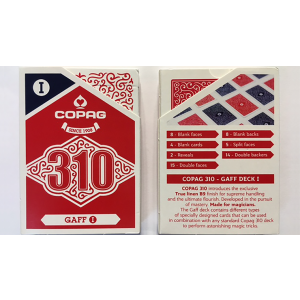 I
COPAG
SINCE 1908
310
GAFF I
8 - Blank faces
8 - Blank backs
4 - Blank cards
5 - Split faces
2 - Reveals
14 - Double backers
15 - Double faces
COPAG 310 - GAFF DECK I
COPAG 310 introduces the exclusive
True linen B9 finish for supreme handling
and the ultimate flourish. Developed in the pursuit
of mastery. Made for magicians.
The Gaff deck contains different types
of specially designed cards that can be used in
combination with any standard Copag 310 deck
to perform astonishing magic tricks